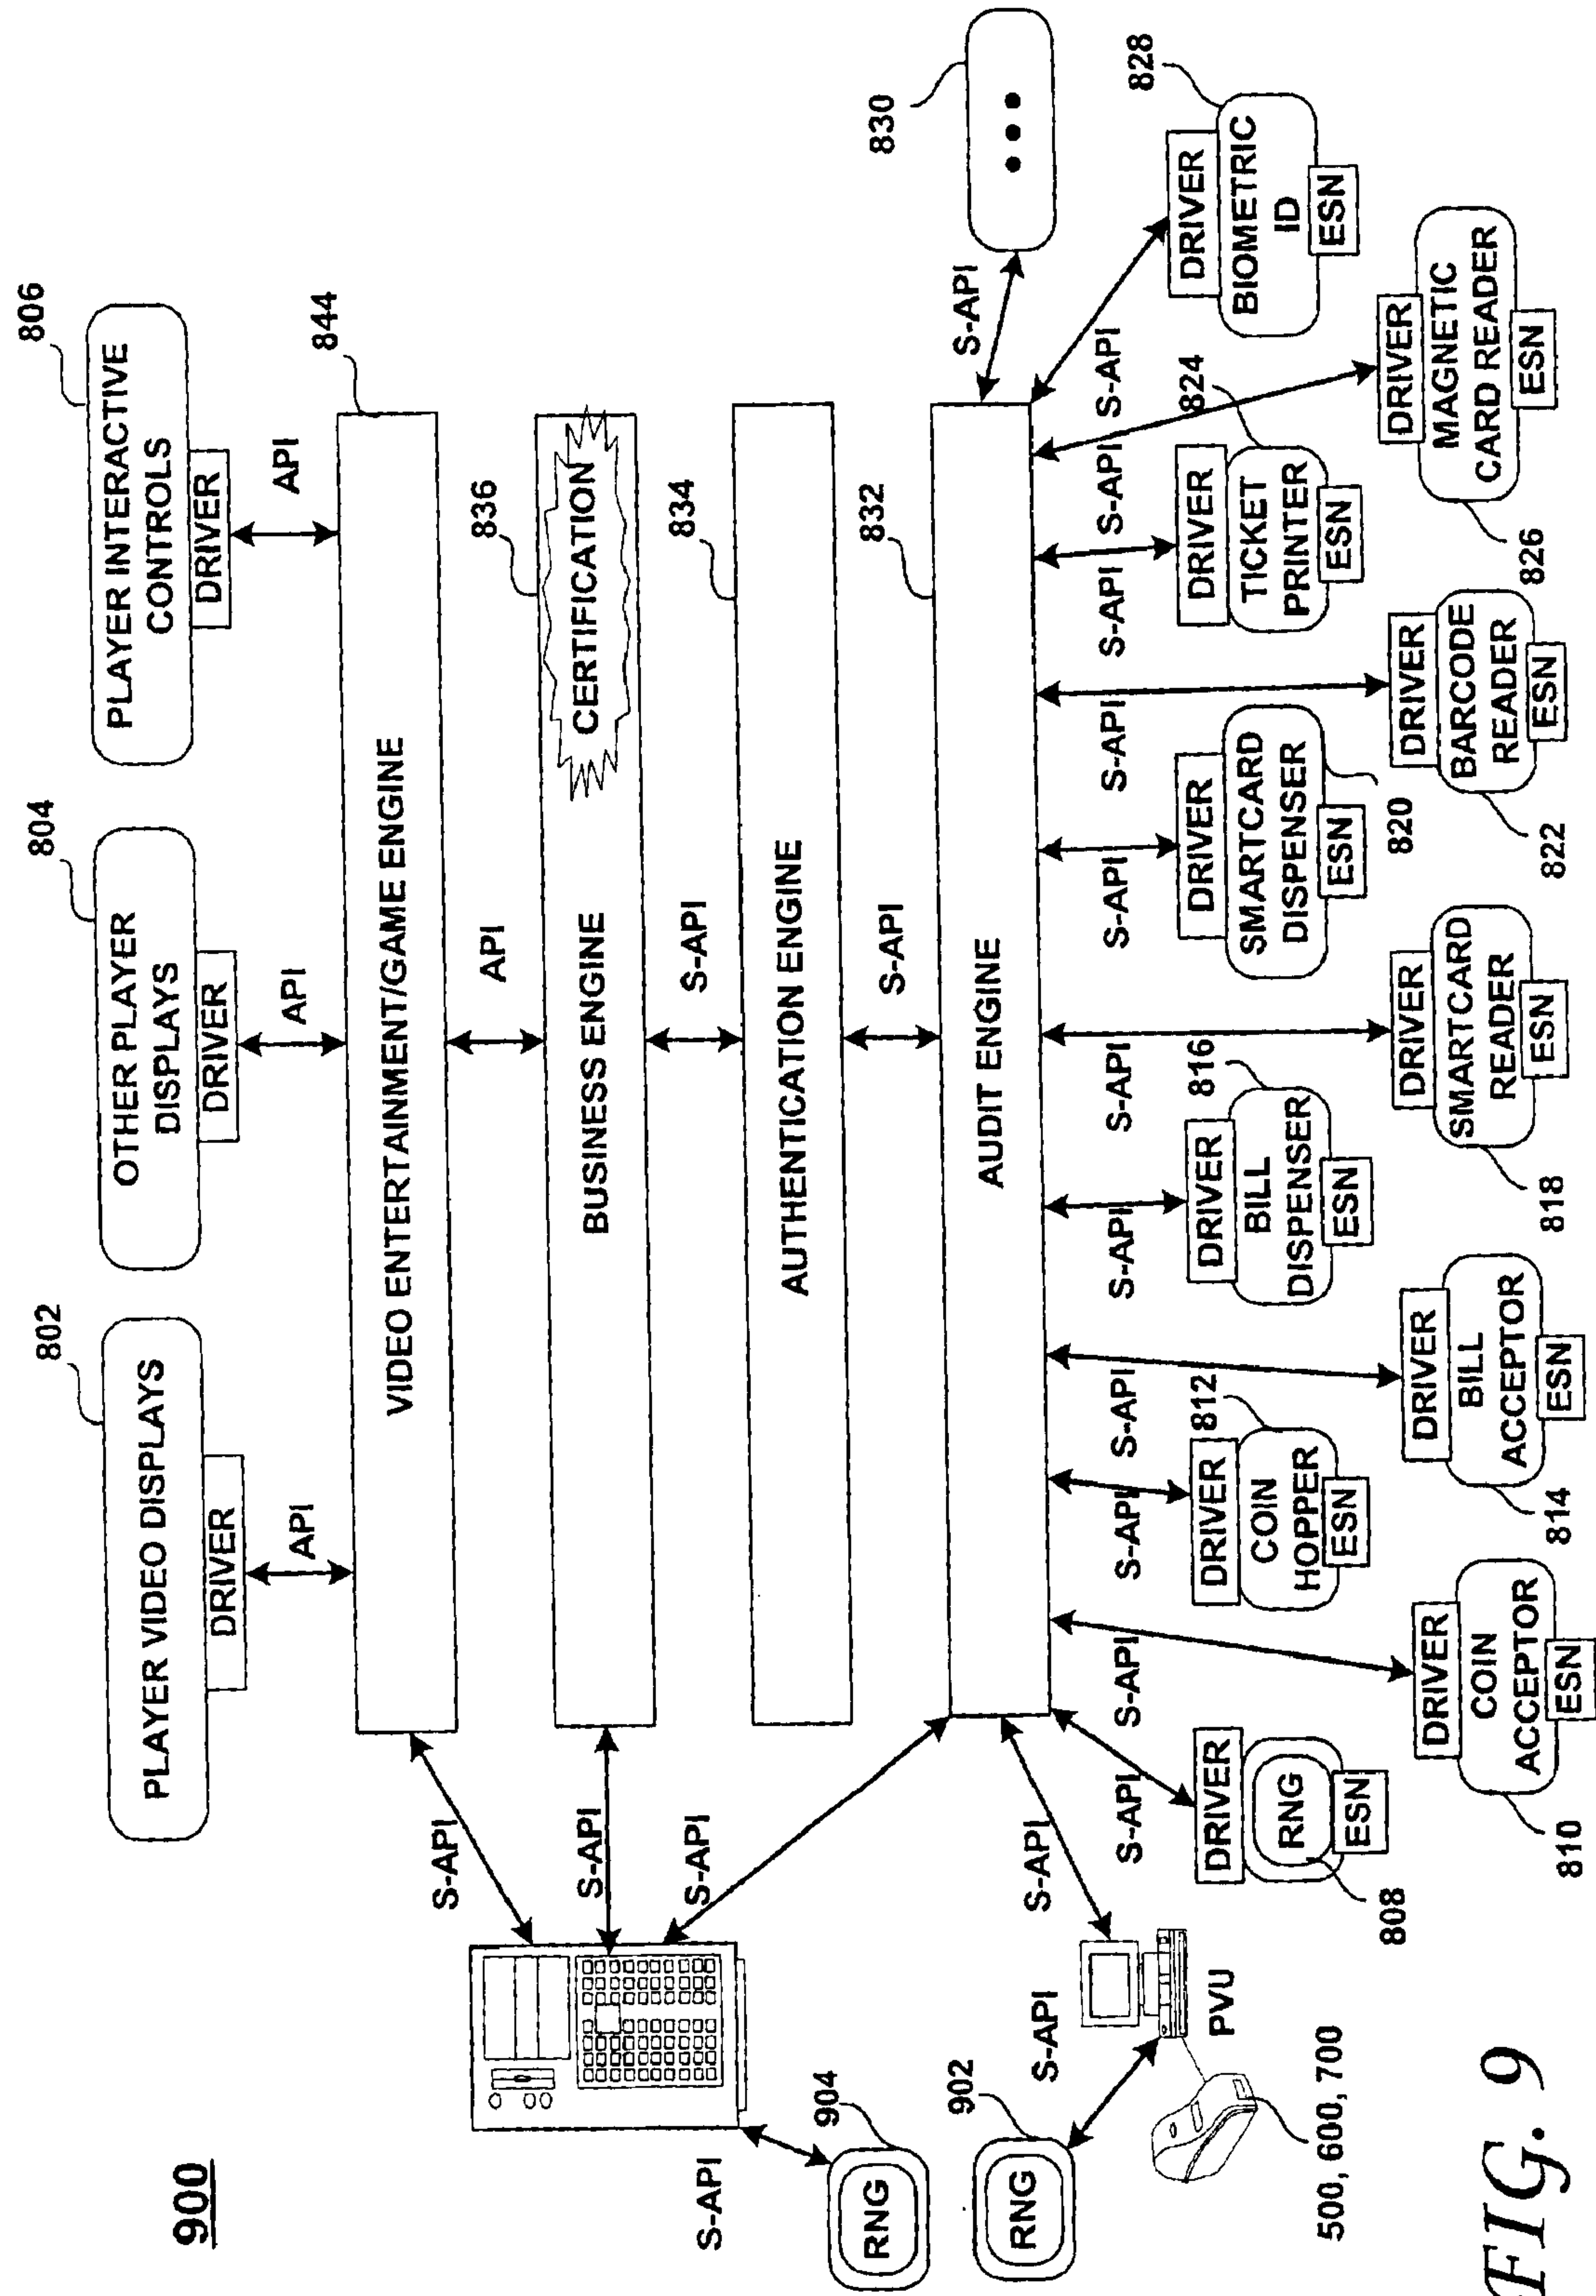 900
802
PLAYER VIDEO DISPLAYS
DRIVER
API
804
OTHER PLAYER
DISPLAYS
DRIVER
API
806
PLAYER INTERACTIVE
CONTROLS
DRIVER
API
844
VIDEO ENTERTAINMENT/GAME ENGINE
API
836
BUSINESS ENGINE
CERTIFICATION
S-API
834
AUTHENTICATION ENGINE
S-API
832
AUDIT ENGINE
S-API
S-API
S-API
S-API
904
RNG
S-API
S-API
902
RNG
PVU
500, 600, 700
S-API
DRIVER
RNG
ESN
808
S-API
DRIVER
COIN
ACCEPTOR
ESN
810
S-API
812
DRIVER
COIN
HOPPER
ESN
S-API
DRIVER
BILL
ACCEPTOR
ESN
814
S-API
816
DRIVER
BILL
DISPENSER
ESN
S-API
DRIVER
SMARTCARD
READER
ESN
818
S-API
DRIVER
SMARTCARD
DISPENSER
ESN
820
S-API
DRIVER
BARCODE
READER
ESN
822
S-API
824
DRIVER
TICKET
PRINTER
ESN
S-API
DRIVER
MAGNETIC
CARD READER
ESN
826
S-API
828
DRIVER
BIOMETRIC
ID
ESN
S-API
830
FIG. 9